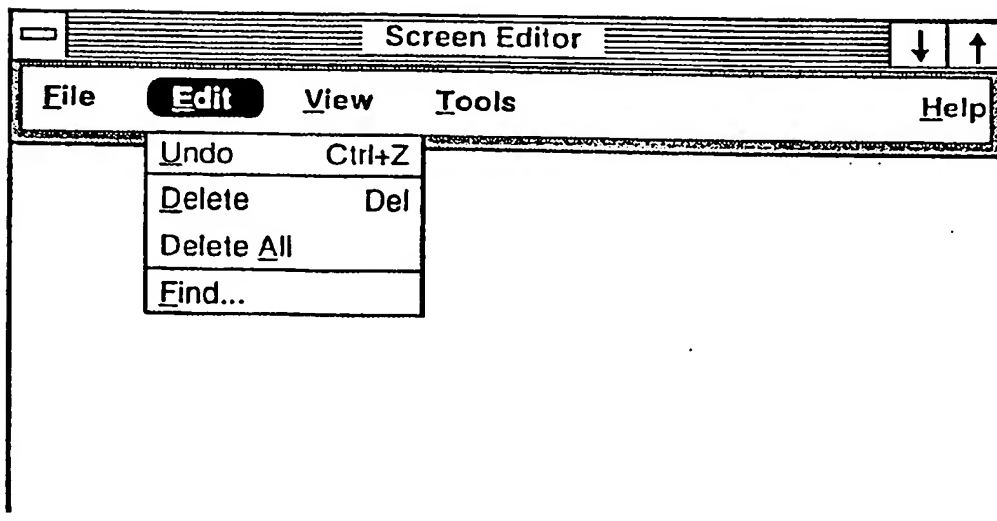 Screen Editor
File Edit View Tools Help
Undo Ctrl+Z
Delete Del
Delete All
Find...